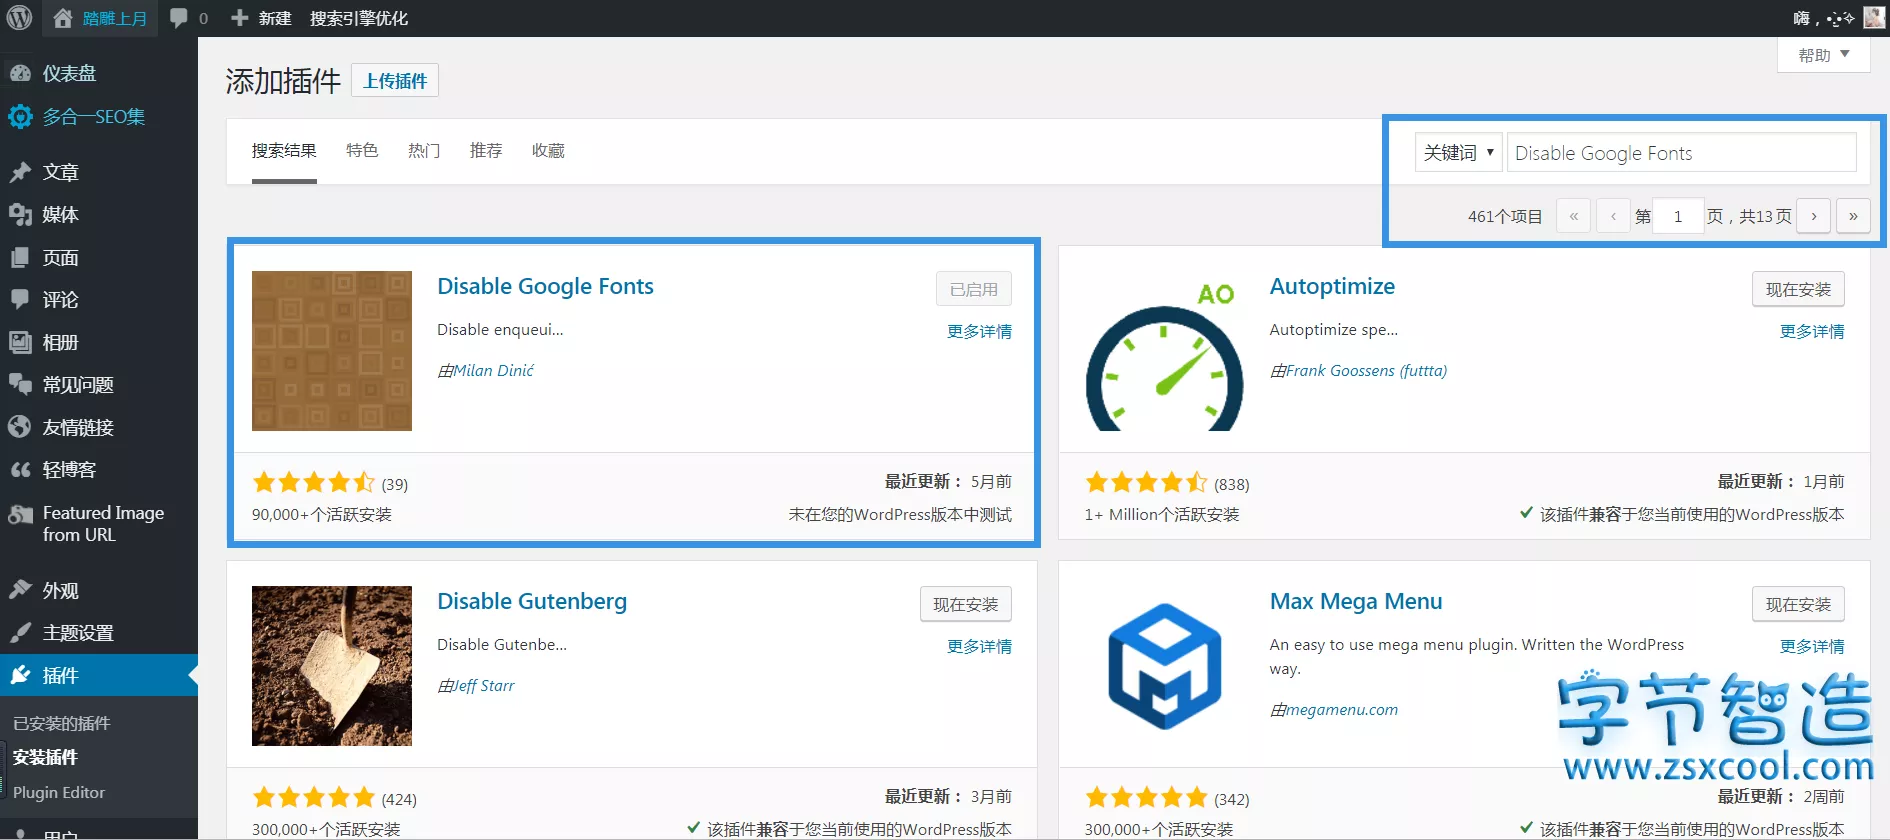 踏雕上月 0 新建 搜索引擎优化 嗨，
帮助
仪表盘
多合一SEO集
文章
媒体
页面
评论
相册
常见问题
友情链接
轻博客
Featured Image
from URL
外观
主题设置
插件
已安装的插件
安装插件
Plugin Editor
用户
添加插件 上传插件
搜索结果 特色 热门 推荐 收藏
关键词 Disable Google Fonts
461个项目 « ‹ 第 1 页，共13页 › »
Disable Google Fonts
已启用
Disable enqueui...
更多详情
由Milan Dinić
(39)
最近更新： 5月前
90,000+个活跃安装
未在您的WordPress版本中测试
AO
Autoptimize
现在安装
Autoptimize spe...
更多详情
由Frank Goossens (futtta)
(838)
最近更新： 1月前
1+ Million个活跃安装
该插件兼容于您当前使用的WordPress版本
Disable Gutenberg
现在安装
Disable Gutenbe...
更多详情
由Jeff Starr
(424)
最近更新： 3月前
300,000+个活跃安装
该插件兼容于您当前使用的WordPress版本
Max Mega Menu
现在安装
An easy to use mega menu plugin. Written the WordPress
way.
更多详情
由megamenu.com
(342)
最近更新： 2周前
300,000+个活跃安装
该插件兼容于您当前使用的WordPress版本
字节智造
www.zsxcool.com